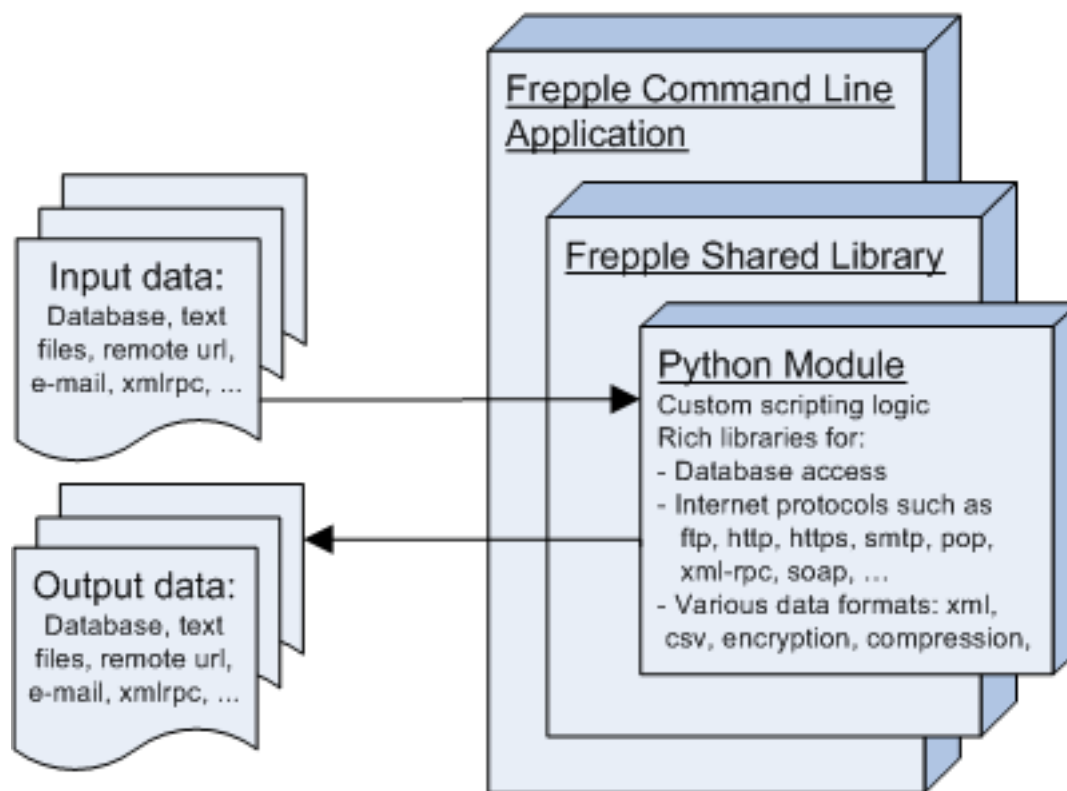 Frepple Command Line
Application
Frepple Shared Library
Input data:
Database, text
files, remote url,
e-mail, xmlrpc, ...
Python Module
Custom scripting logic
Rich libraries for:
- Database access
- Internet protocols such as
ftp, http, https, smtp, pop,
xml-rpc, soap, ...
- Various data formats: xml,
csv, encryption, compression,
Output data:
Database, text
files, remote url,
e-mail, xmlrpc, ...